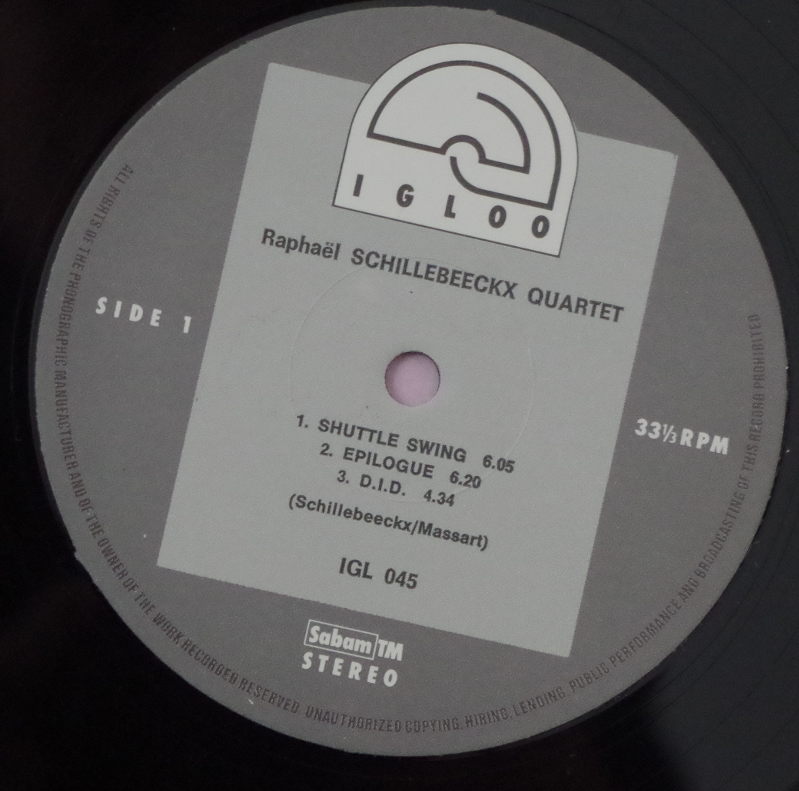 IGLOO
Raphaël SCHILLEBEECKX QUARTET
SIDE 1
33⅓ RPM
1. SHUTTLE SWING 6.05
2. EPILOGUE 6.20
3. D.I.D. 4.34
(Schillebeeckx/Massart)
IGL 045
Sabam TM
STEREO
ALL RIGHTS OF THE PHONOGRAPHIC MANUFACTURER AND OF THE OWNER OF THE WORK RECORDED RESERVED. UNAUTHORIZED COPYING, HIRING, LENDING, PUBLIC PERFORMANCE AND BROADCASTING OF THIS RECORD PROHIBITED